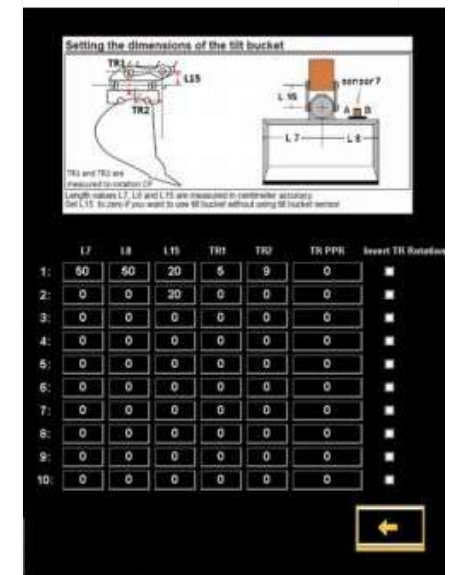 Setting the dimensions of the tilt bucket
TR1
L15
TR2
L 15
sensor7
A B
L 7 L 8
TR1 and TR2 are
measured to rotation CP
Length values L7, L8 and L15 are measured in centimeter accuracy.
Set L15 to zero if you want to use tilt bucket without using tilt bucket sensor
L7 L8 L15 TR1 TR2 TR PPR Invert TR Rotation
1: 50 50 20 5 9 0
2: 0 0 20 0 0 0
3: 0 0 0 0 0 0
4: 0 0 0 0 0 0
5: 0 0 0 0 0 0
6: 0 0 0 0 0 0
7: 0 0 0 0 0 0
8: 0 0 0 0 0 0
9: 0 0 0 0 0 0
10: 0 0 0 0 0 0